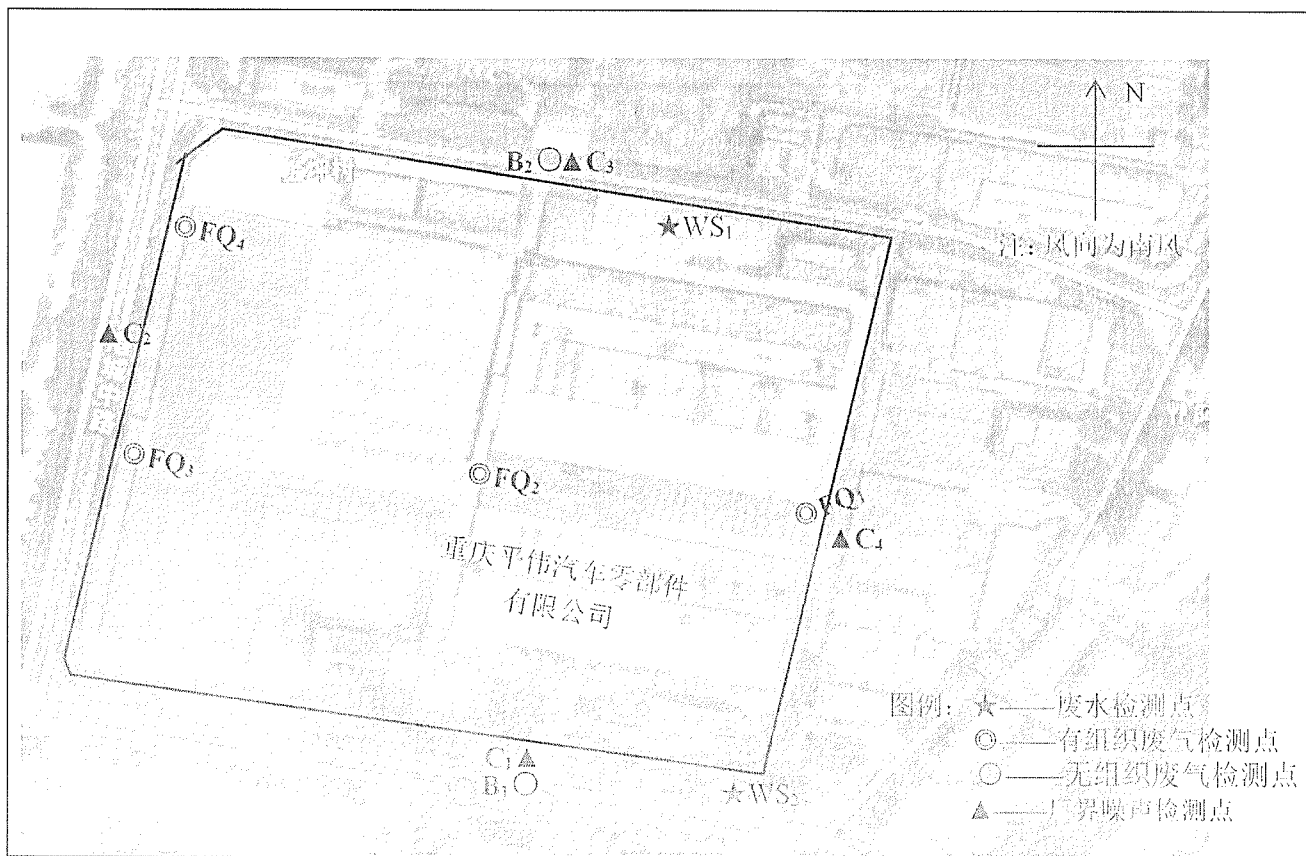 N
B₂ C₃
WS₁
FQ₄
注: 风向为南风
C₂
FQ₃
FQ₂
FQ₁
C₄
重庆平伟汽车零部件
有限公司
图例: ★——废水检测点
◎——有组织废气检测点
○——无组织废气检测点
▲——厂界噪声检测点
C₁
B₁
WS₂